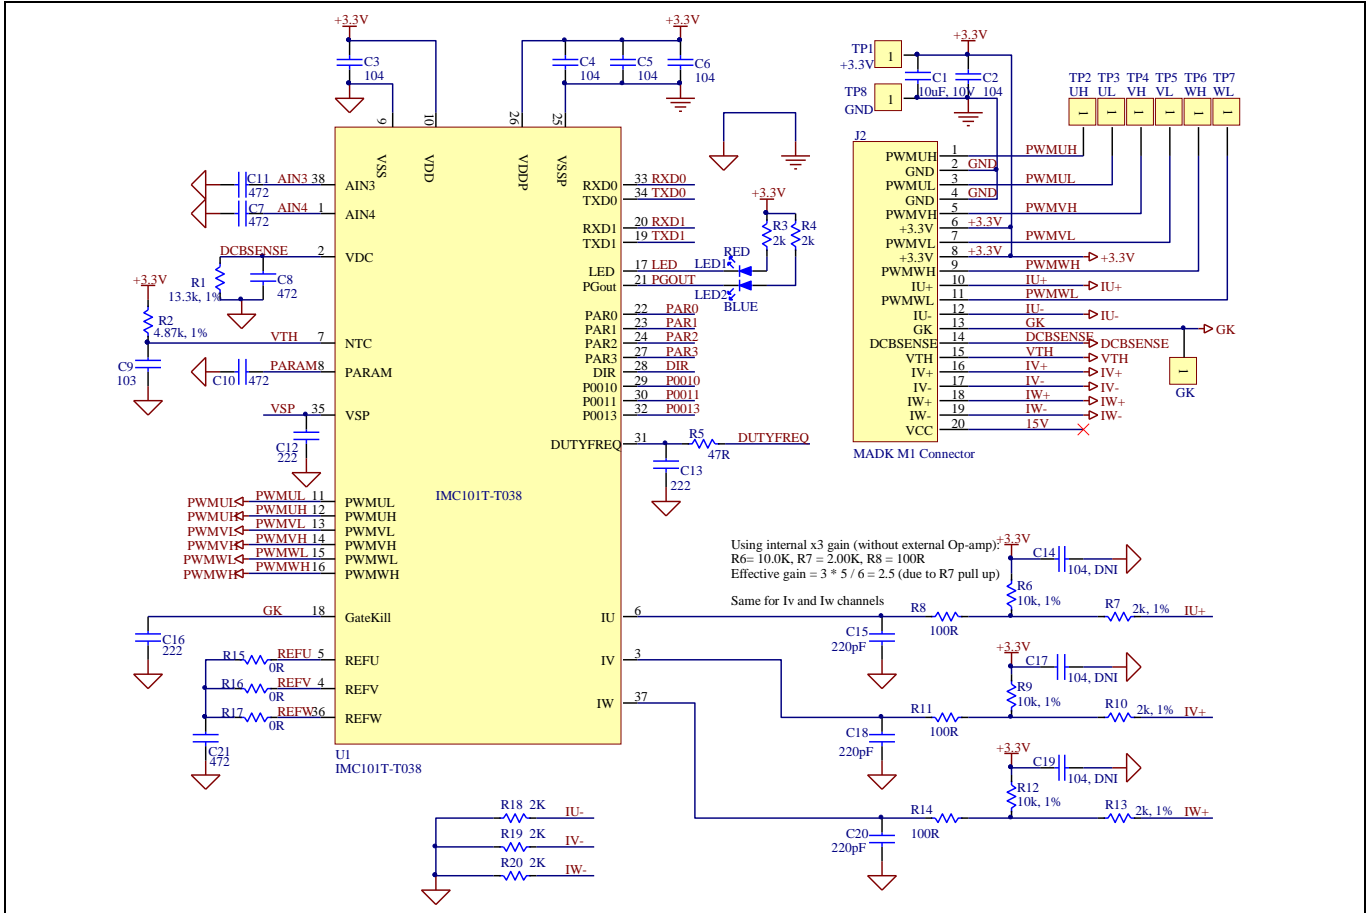 +3.3V
+3.3V
C3
104
C4
104
C5
104
C6
104
9
10
26
25
VSS
VDD
VDDP
VSSP
TP1
+3.3V
1
TP8
GND
1
+3.3V
C1
10uF, 10V
C2
104
TP2
UH
1
TP3
UL
1
TP4
VH
1
TP5
VL
1
TP6
WH
1
TP7
WL
1
C11
472
AIN3 38
AIN3
C7
472
AIN4 1
AIN4
DCBSENSE 2
VDC
R1
13.3k, 1%
C8
472
+3.3V
R2
4.87k, 1%
VTH 7
NTC
C9
103
C10
472
PARAM 8
PARAM
VSP 35
VSP
C12
222
PWMUL PWMUL 11 PWMUL
PWMUH PWMUH 12 PWMUH
PWMVL PWMVL 13 PWMVL
PWMVH PWMVH 14 PWMVH
PWMWL PWMWL 15 PWMWL
PWMWH PWMWH 16 PWMWH
GK 18 GateKill
C16
222
R15
0R
REFU 5 REFU
R16
0R
REFV 4 REFV
R17
0R
REFW 36 REFW
C21
472
U1
IMC101T-T038
IMC101T-T038
RXD0 33 RXD0
TXD0 34 TXD0
RXD1 20 RXD1
TXD1 19 TXD1
LED 17 LED
PGout 21 PGOUT
LED1
RED
LED2
BLUE
+3.3V
R3
2k
R4
2k
PAR0 22 PAR0
PAR1 23 PAR1
PAR2 24 PAR2
PAR3 27 PAR3
DIR 28 DIR
P0010 29 P0010
P0011 30 P0011
P0013 32 P0013
DUTYFREQ 31
R5
47R
DUTYFREQ
C13
222
J2
PWMUH 1 PWMUH
GND 2 GND
PWMUL 3 PWMUL
GND 4 GND
PWMVH 5 PWMVH
+3.3V 6 +3.3V
PWMVL 7 PWMVL
+3.3V 8 +3.3V +3.3V
PWMWH 9 PWMWH
IU+ 10 IU+ IU+
PWMWL 11 PWMWL
IU- 12 IU- IU-
GK 13 GK GK
DCBSENSE 14 DCBSENSE DCBSENSE
VTH 15 VTH VTH
IV+ 16 IV+ IV+
IV- 17 IV- IV-
IW+ 18 IW+ IW+
IW- 19 IW- IW-
VCC 20 15V
MADK M1 Connector
1
GK
Using internal x3 gain (without external Op-amp):
R6= 10.0K, R7 = 2.00K, R8 = 100R
Effective gain = 3 * 5 / 6 = 2.5 (due to R7 pull up)
Same for Iv and Iw channels
IU 6
IV 3
IW 37
+3.3V
C14
104, DNI
R6
10k, 1%
R8
100R
R7
2k, 1%
IU+
C15
220pF
+3.3V
C17
104, DNI
R9
10k, 1%
R11
100R
R10
2k, 1%
IV+
C18
220pF
+3.3V
C19
104, DNI
R12
10k, 1%
R14
100R
R13
2k, 1%
IW+
C20
220pF
R18 2K IU-
R19 2K IV-
R20 2K IW-